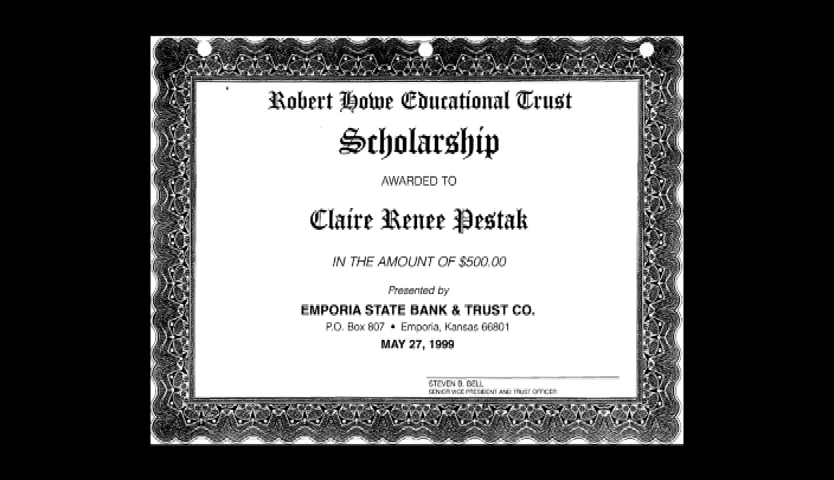 Robert Howe Educational Trust
Scholarship
AWARDED TO
Claire Renee Pestak
IN THE AMOUNT OF $500.00
Presented by
EMPORIA STATE BANK & TRUST CO.
P.O. Box 807 • Emporia, Kansas 66801
MAY 27, 1999
STEVEN B. BELL
SENIOR VICE PRESIDENT AND TRUST OFFICER